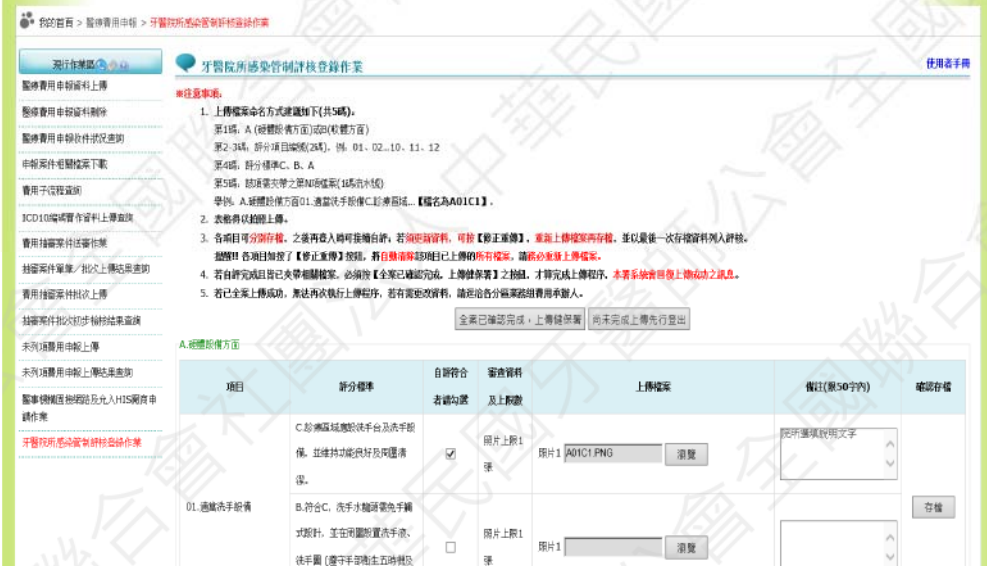 我的首頁 > 醫療費用申報 > 牙醫院所感染管制評核登錄作業
現行作業區
醫療費用申報資料上傳
醫療費用申報資料刪除
醫療費用申報收件狀況查詢
申報案件相關檔案下載
費用子流程查詢
ICD10編碼實作資料上傳查詢
費用抽審案件送審作業
抽審案件單筆/批次上傳結果查詢
費用抽審案件批次上傳
抽審案件批次初步檢核結果查詢
未列項費用申報上傳
未列項費用申報上傳結果查詢
醫事機構固接網路及允入HIS網頁申
請作業
牙醫院所感染管制評核登錄作業
牙醫院所感染管制評核登錄作業
使用者手冊
※注意事項:
1. 上傳檔案命名方式建議如下(共5碼):
第1碼: A (硬體設備方面)或B(軟體方面)
第2-3碼: 評分項目編號(2碼), 例: 01、02...10、11、12
第4碼: 評分標準C、B、A
第5碼: 該項需夾帶之第N項檔案(1碼流水號)
舉例: A.硬體設備方面01.適當洗手設備C.診療區域...【檔名為A01C1】.
2. 表格得以拍照上傳。
3. 各項目可分別存檔, 之後再登入時可接續自評; 若須更新資料, 可按【修正重傳】, 重新上傳檔案再存檔, 並以最後一次存檔資料列入評核。
提醒!! 各項目如按了【修正重傳】按鈕, 將自動清除該項目已上傳的所有檔案, 請務必重新上傳檔案。
4. 若自評完成且皆已夾帶相關檔案, 必須按【全案已確認完成, 上傳健保署】之按鈕, 才算完成上傳程序, 本署系統會回復上傳成功之訊息。
5. 若已全案上傳成功, 無法再次執行上傳程序, 若有需更改資料, 請逕洽各分區業務組費用承辦人。
全案已確認完成,上傳健保署 尚未完成上傳先行登出
A.硬體設備方面
項目 評分標準 自評符合者請勾選 審查資料及上限數 上傳檔案 備註(限50字內) 確認存檔
01.適當洗手設備
C.診療區域應設洗手台及洗手設
備, 並維持功能良好及周圍清
潔。
照片上限1
張
照片1 A01C1.PNG 瀏覽
院所選填說明文字
B.符合C, 洗手水龍頭需免手觸
式設計, 並在周圍設置洗手液、
洗手圖 [遵守手部衛生五時機及
照片上限1
張
照片1 瀏覽
存檔